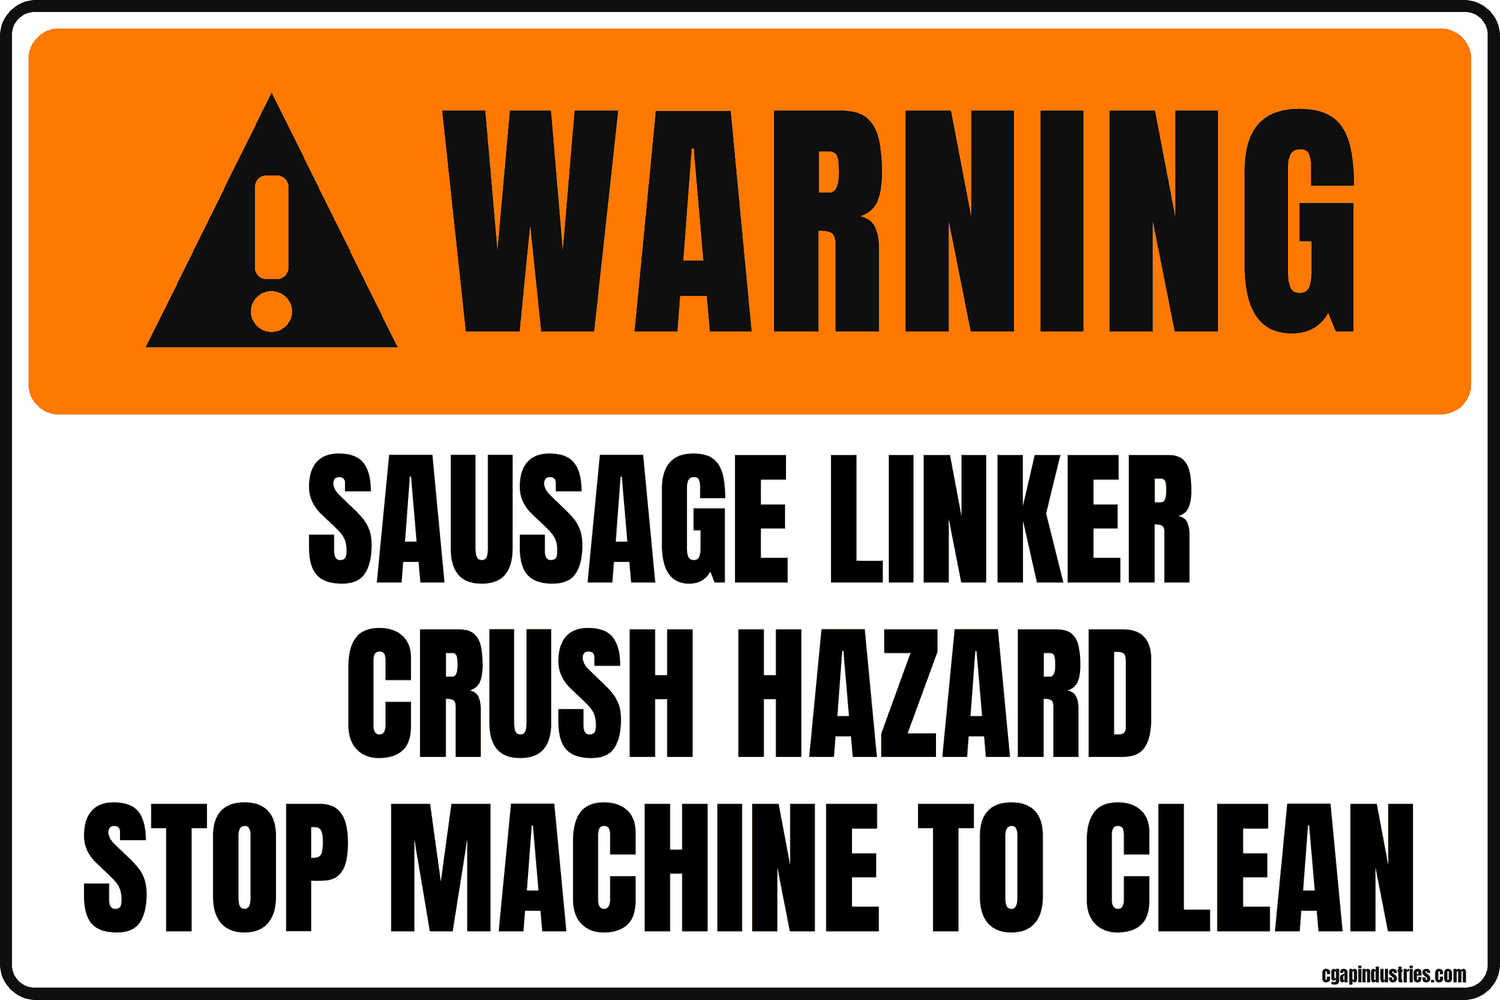 WARNING
SAUSAGE LINKER
CRUSH HAZARD
STOP MACHINE TO CLEAN
cgapindustries.com